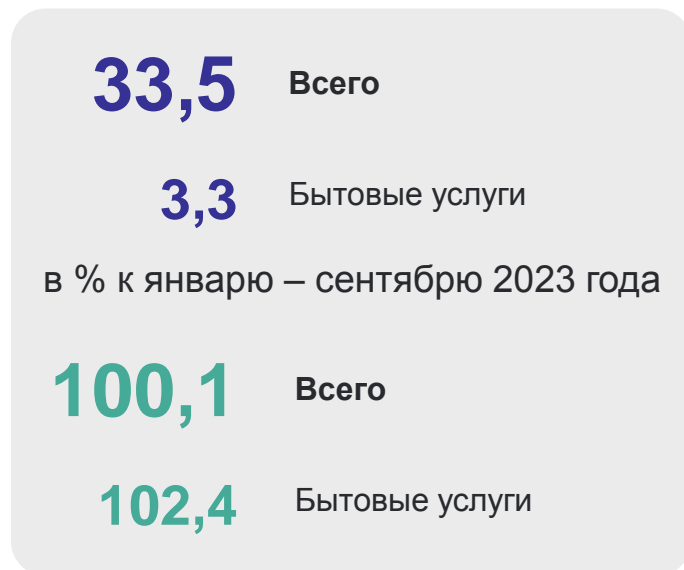 33,5 Всего
3,3 Бытовые услуги
в % к январю – сентябрю 2023 года
100,1 Всего
102,4 Бытовые услуги